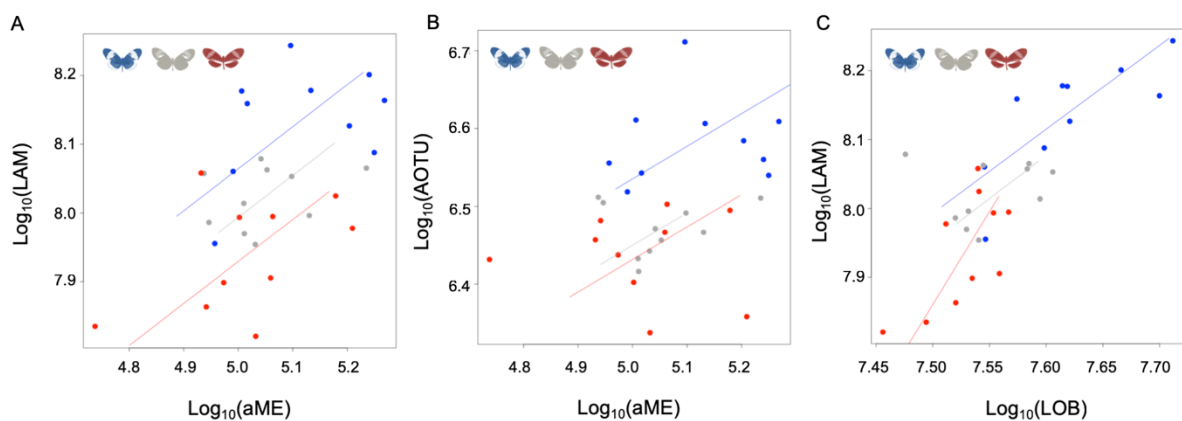 A
8.2
8.1
8.0
7.9
Log10(LAM)
4.8 4.9 5.0 5.1 5.2
Log10(aME)
B
6.7
6.6
6.5
6.4
Log10(AOTU)
4.8 4.9 5.0 5.1 5.2
Log10(aME)
C
8.2
8.1
8.0
7.9
Log10(LAM)
7.45 7.50 7.55 7.60 7.65 7.70
Log10(LOB)